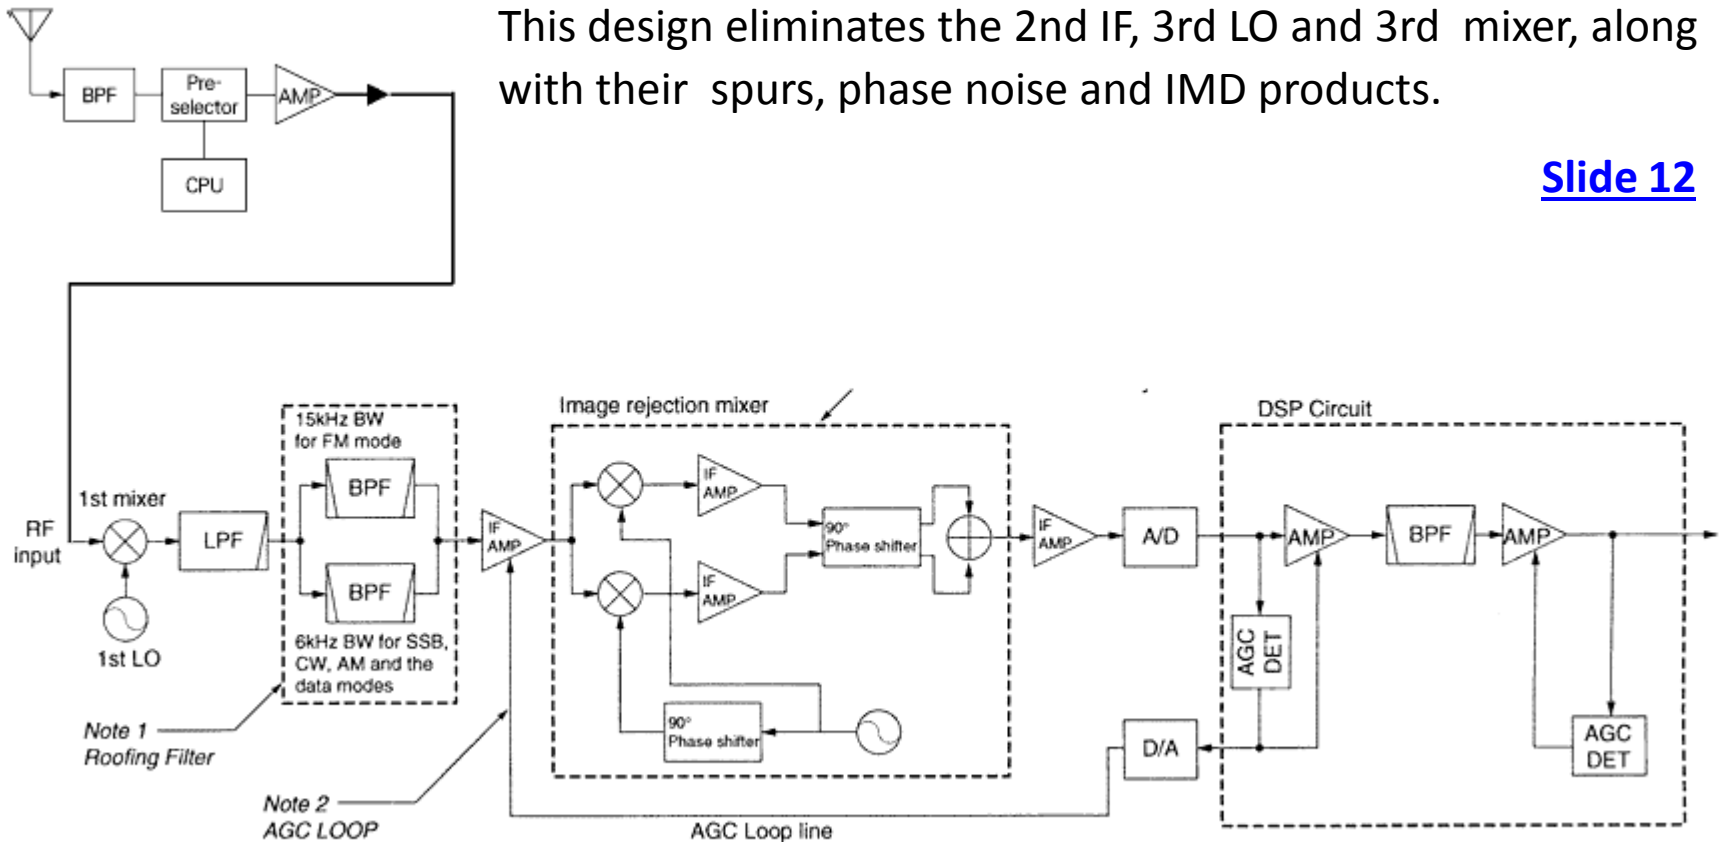 This design eliminates the 2nd IF, 3rd LO and 3rd mixer, along
with their spurs, phase noise and IMD products.
Slide 12
BPF
Pre-
selector
AMP
CPU
Image rejection mixer
DSP Circuit
15kHz BW
for FM mode
BPF
1st mixer
RF
input
LPF
IF
AMP
BPF
1st LO
6kHz BW for SSB,
CW, AM and the
data modes
IF
AMP
IF
AMP
90°
Phase shifter
90°
Phase shifter
IF
AMP
A/D
AMP
BPF
AMP
AGC
DET
D/A
AGC
DET
Note 1
Roofing Filter
Note 2
AGC LOOP
AGC Loop line